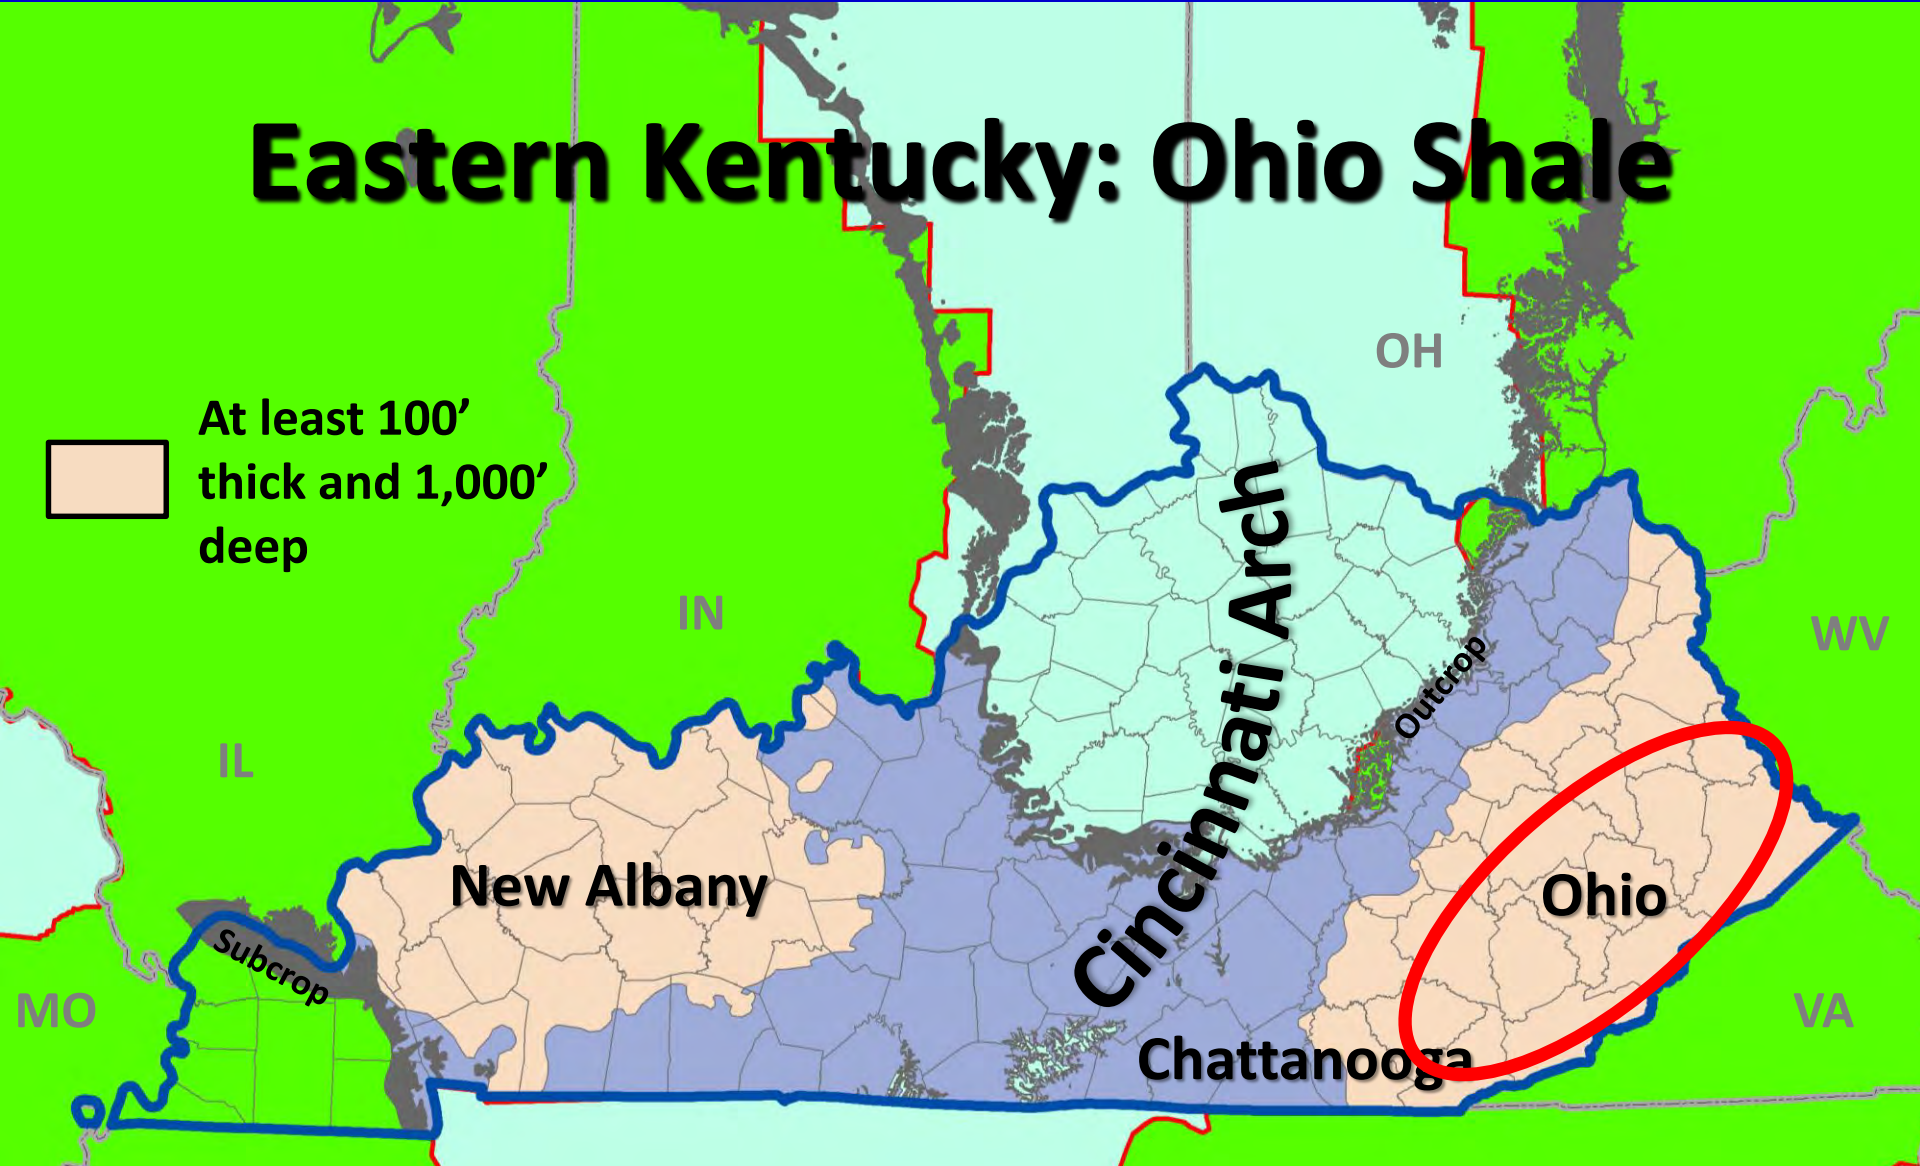 Eastern Kentucky: Ohio Shale
OH
At least 100’
thick and 1,000’
deep
IN
WV
Cincinnati Arch
Outcrop
IL
New Albany
Ohio
Subcrop
MO
VA
Chattanooga